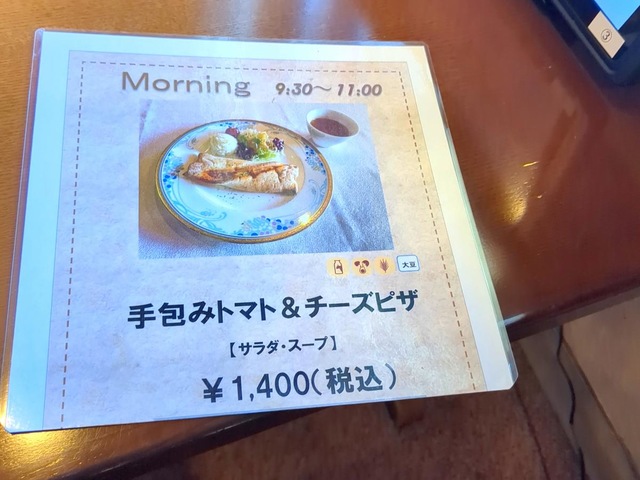 Morning 9:30～11:00
大豆
手包みトマト＆チーズピザ
【サラダ・スープ】
￥1,400(税込)
③